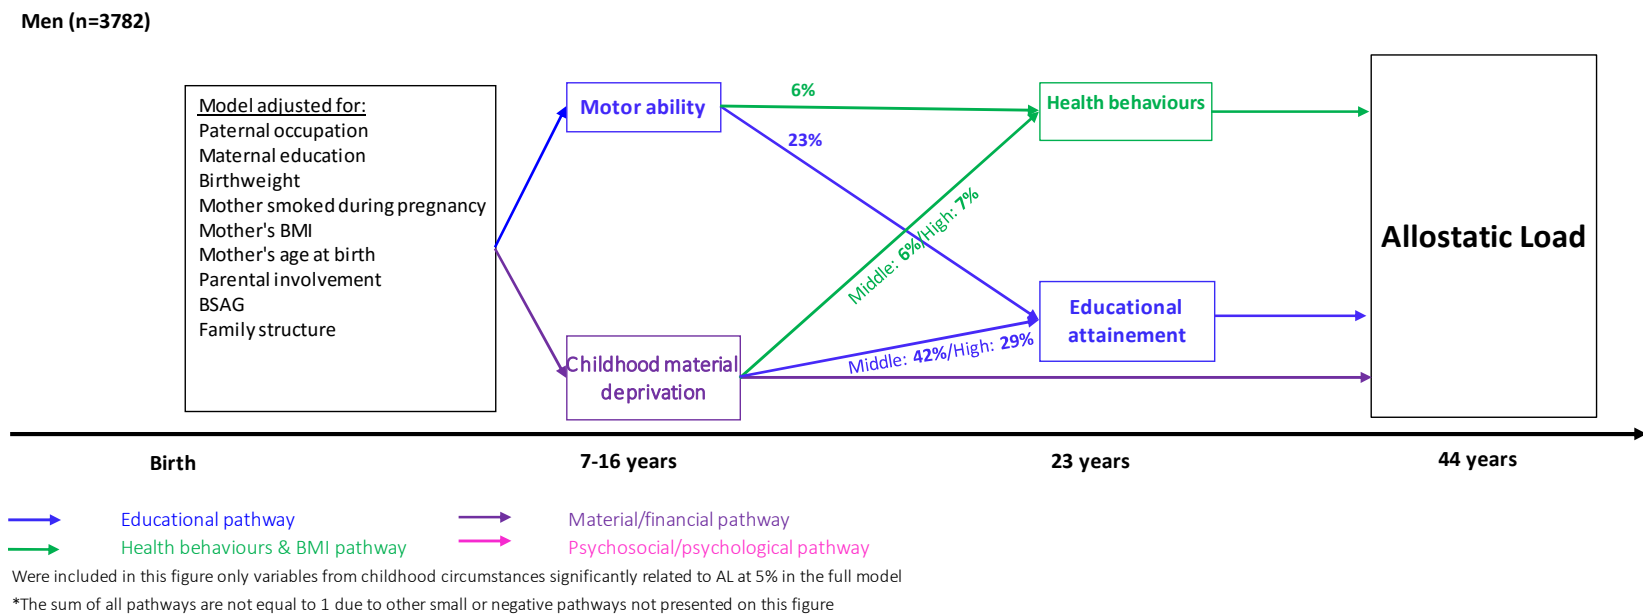 Men (n=3782)
Model adjusted for:
Paternal occupation
Maternal education
Birthweight
Mother smoked during pregnancy
Mother's BMI
Mother's age at birth
Parental involvement
BSAG
Family structure
Motor ability
6%
23%
Health behaviours
Middle: 6%/High: 7%
Childhood material
deprivation
Middle: 42%/High: 29%
Educational
attainement
Allostatic Load
Birth
7-16 years
23 years
44 years
Educational pathway
Material/financial pathway
Health behaviours & BMI pathway
Psychosocial/psychological pathway
Were included in this figure only variables from childhood circumstances significantly related to AL at 5% in the full model
*The sum of all pathways are not equal to 1 due to other small or negative pathways not presented on this figure